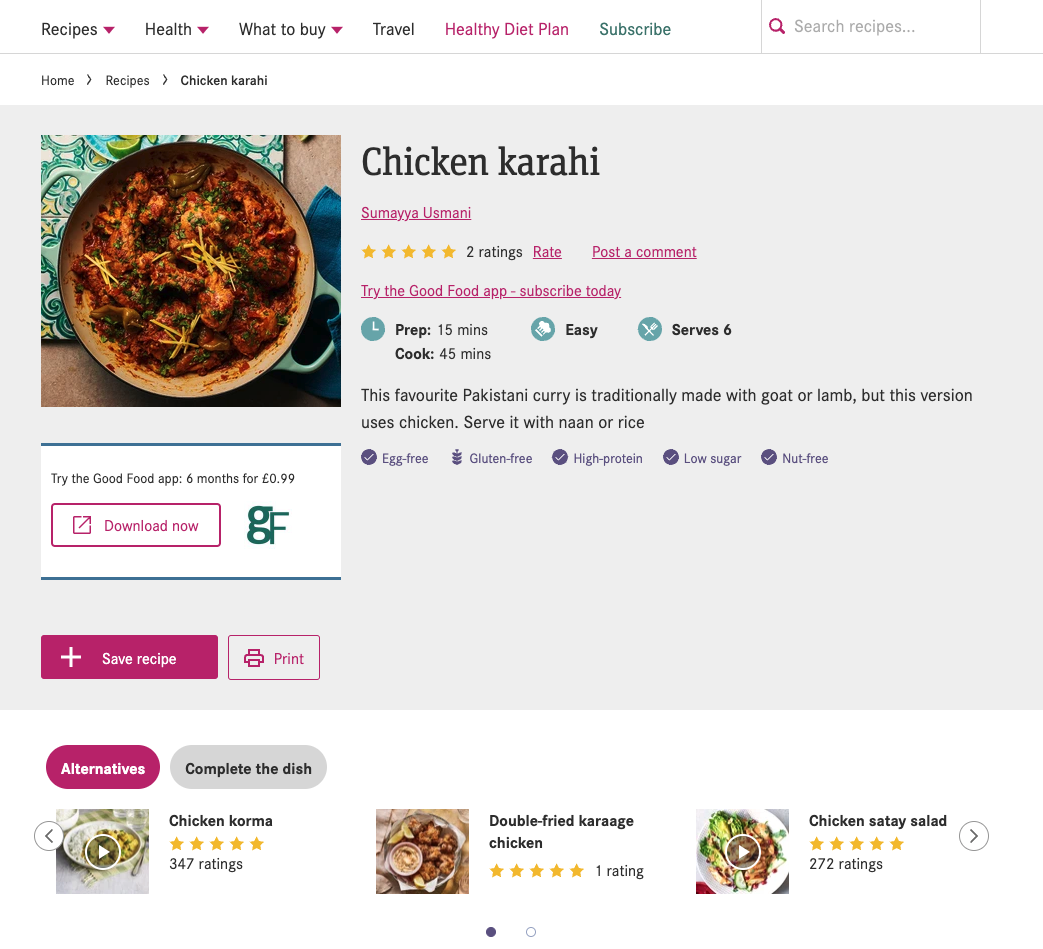 Recipes Health What to buy Travel Healthy Diet Plan Subscribe Search recipes...
Home Recipes Chicken karahi
Chicken karahi
Sumayya Usmani
2 ratings Rate Post a comment
Try the Good Food app - subscribe today
Prep: 15 mins Easy Serves 6
Cook: 45 mins
This favourite Pakistani curry is traditionally made with goat or lamb, but this version
uses chicken. Serve it with naan or rice
Egg-free Gluten-free High-protein Low sugar Nut-free
Try the Good Food app: 6 months for £0.99
Download now gF
Save recipe Print
Alternatives Complete the dish
Chicken korma
347 ratings
Double-fried karaage
chicken
1 rating
Chicken satay salad
272 ratings